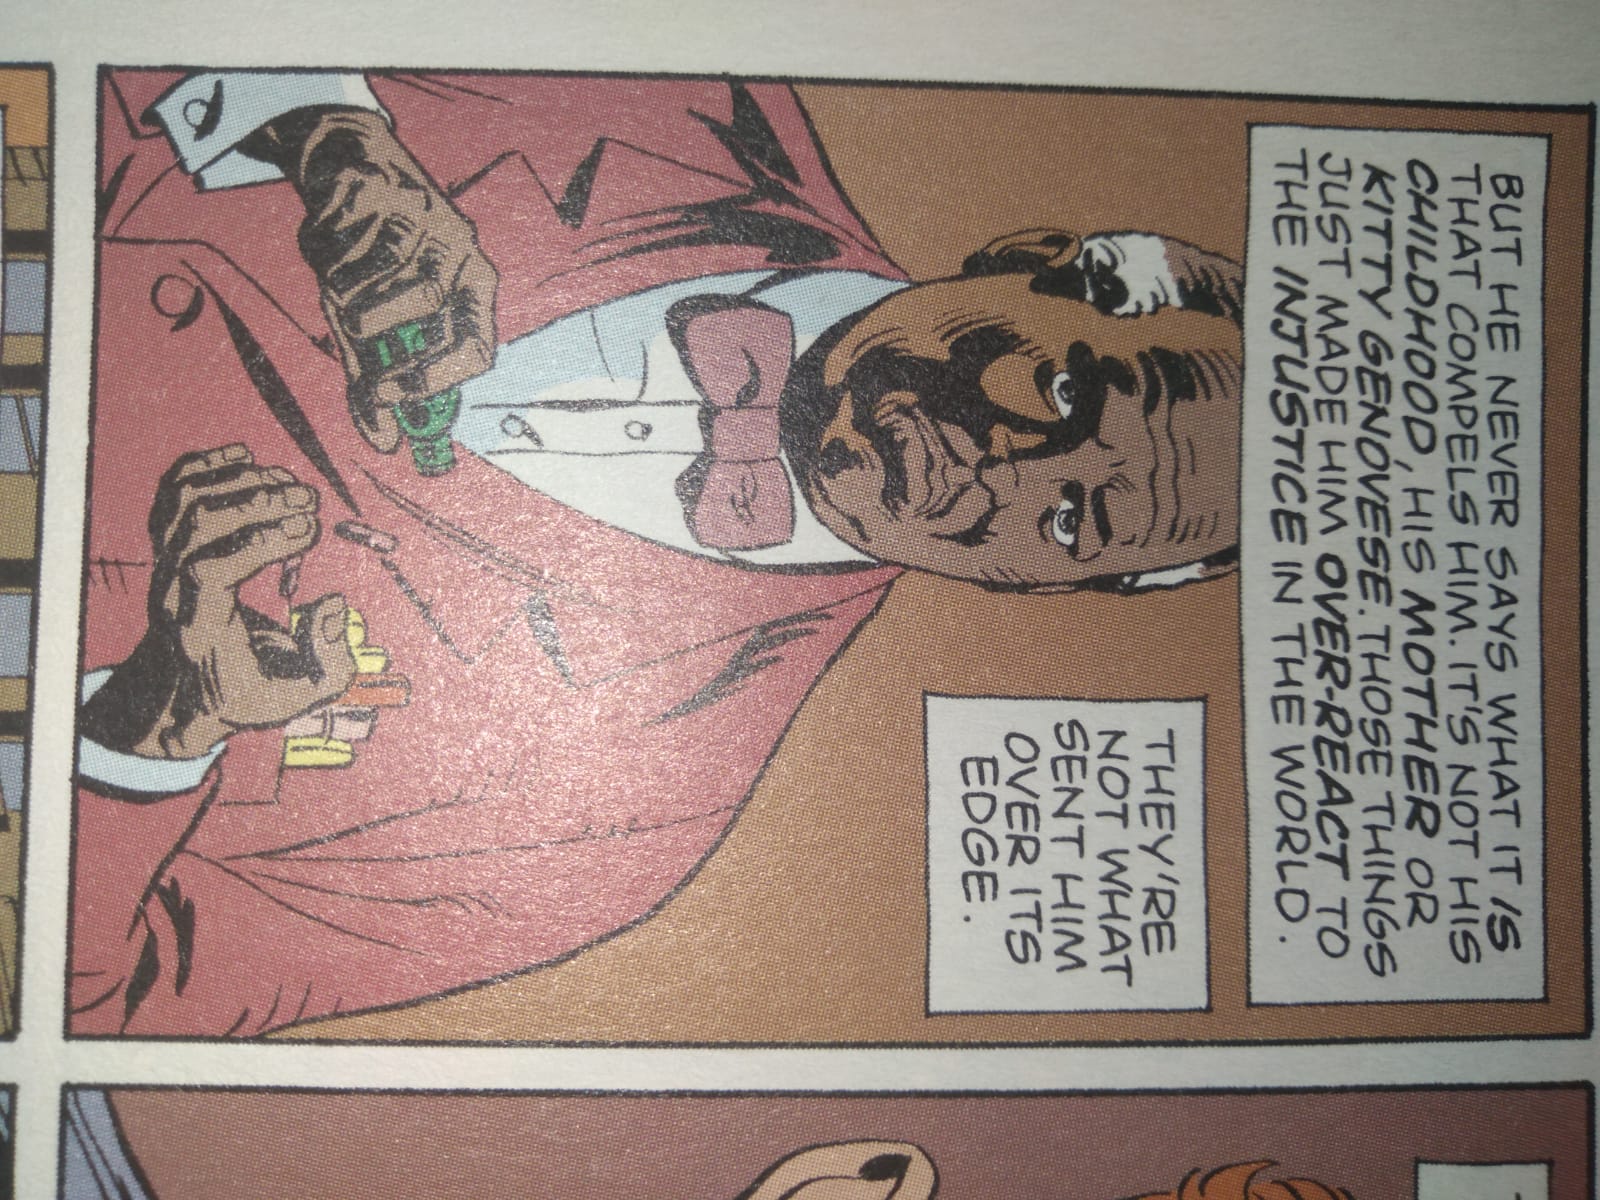 BUT HE NEVER SAYS WHAT IT IS
THAT COMPELS HIM. IT'S NOT HIS
CHILDHOOD, HIS MOTHER OR
KITTY GENOVESE. THOSE THINGS
JUST MADE HIM OVER-REACT TO
THE INJUSTICE IN THE WORLD.
THEY'RE
NOT WHAT
SENT HIM
OVER ITS
EDGE.